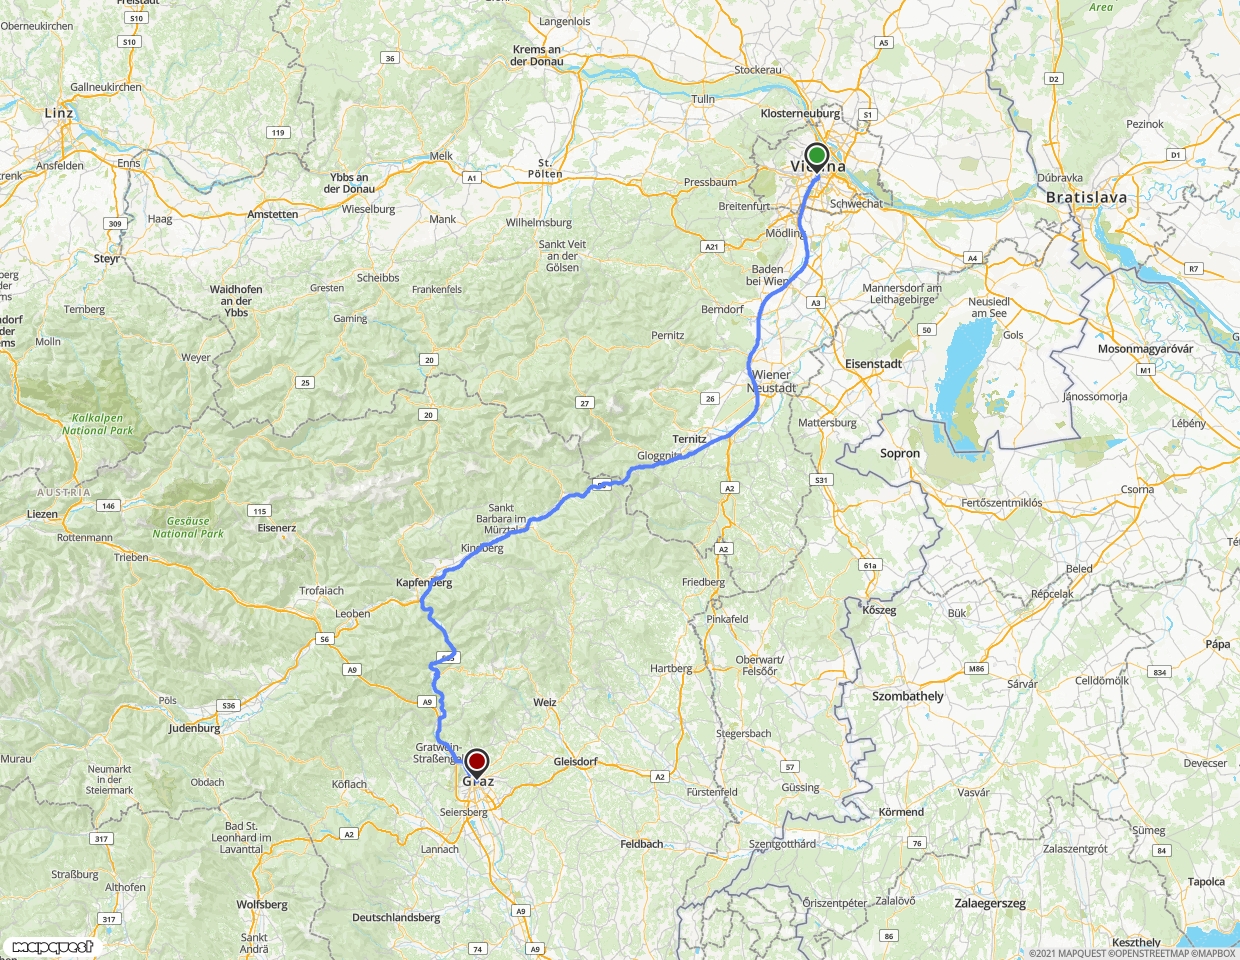 Freistadt
Area
Oberneukirchen
S10
Langenlois
Krems an
der Donau
A5
S10
36
Stockerau
D2
Gallneukirchen
Tulln
Linz
Klosterneuburg
S1
Pezinok
119
Ansfelden
Enns
Melk
St.
Pölten
Vienna
D1
Ybbs an
der Donau
A1
Pressbaum
Dúbravka
Bratislava
Haag
Amstetten
Wieselburg
Mank
Wilhelmsburg
Breitenfurt
Schwechat
309
Mödling
Steyr
Sankt Veit
an der
Gölsen
A21
A4
Baden
bei Wien
R7
Scheibbs
Waidhofen
an der
Ybbs
Gresten
Frankenfels
Mannersdorf am
Leithagebirge
Neusiedl
am See
A3
Ternberg
Berndorf
Gaming
50
Gols
Molln
Pernitz
Weyer
20
Eisenstadt
Mosonmagyaróvár
25
Wiener
Neustadt
M1
Jánossomorja
27
26
20
Kalkalpen
National Park
Mattersburg
Lébény
Ternitz
Gloggnitz
Sopron
AUSTRIA
A2
S31
Csorna
146
115
Sankt
Barbara im
Mürztal
Fertőszentmiklós
Liezen
Gesäuse
National Park
Eisenerz
Rottenmann
Kindberg
A2
Trieben
61a
Beled
Kapfenberg
Friedberg
Trofaiach
Répcelak
Leoben
Kőszeg
Bük
Pinkafeld
S6
Pápa
A9
S35
Hartberg
Oberwart/
Felsőőr
M86
834
Sárvár
Celldömölk
Pöls
S36
A9
Weiz
Szombathely
Judenburg
Stegersbach
Gratwein-
Straßengel
Murau
Gleisdorf
57
Devecser
Neumarkt
in der
Steiermark
Graz
A2
Obdach
Köflach
Fürstenfeld
Güssing
Vasvár
Seiersberg
Körmend
Bad St.
Leonhard im
Lavanttal
A2
Sümeg
317
Lannach
Feldbach
Szentgotthárd
76
Zalaszentgrót
84
Straßburg
Althofen
Tapolca
Wolfsberg
Deutschlandsberg
A9
Őriszentpéter
Zalalövő
Zalaegerszeg
317
Sankt
Andrä
86
74
A9
Keszthely
mapquest
©2021 MAPQUEST ©OPENSTREETMAP ©MAPBOX